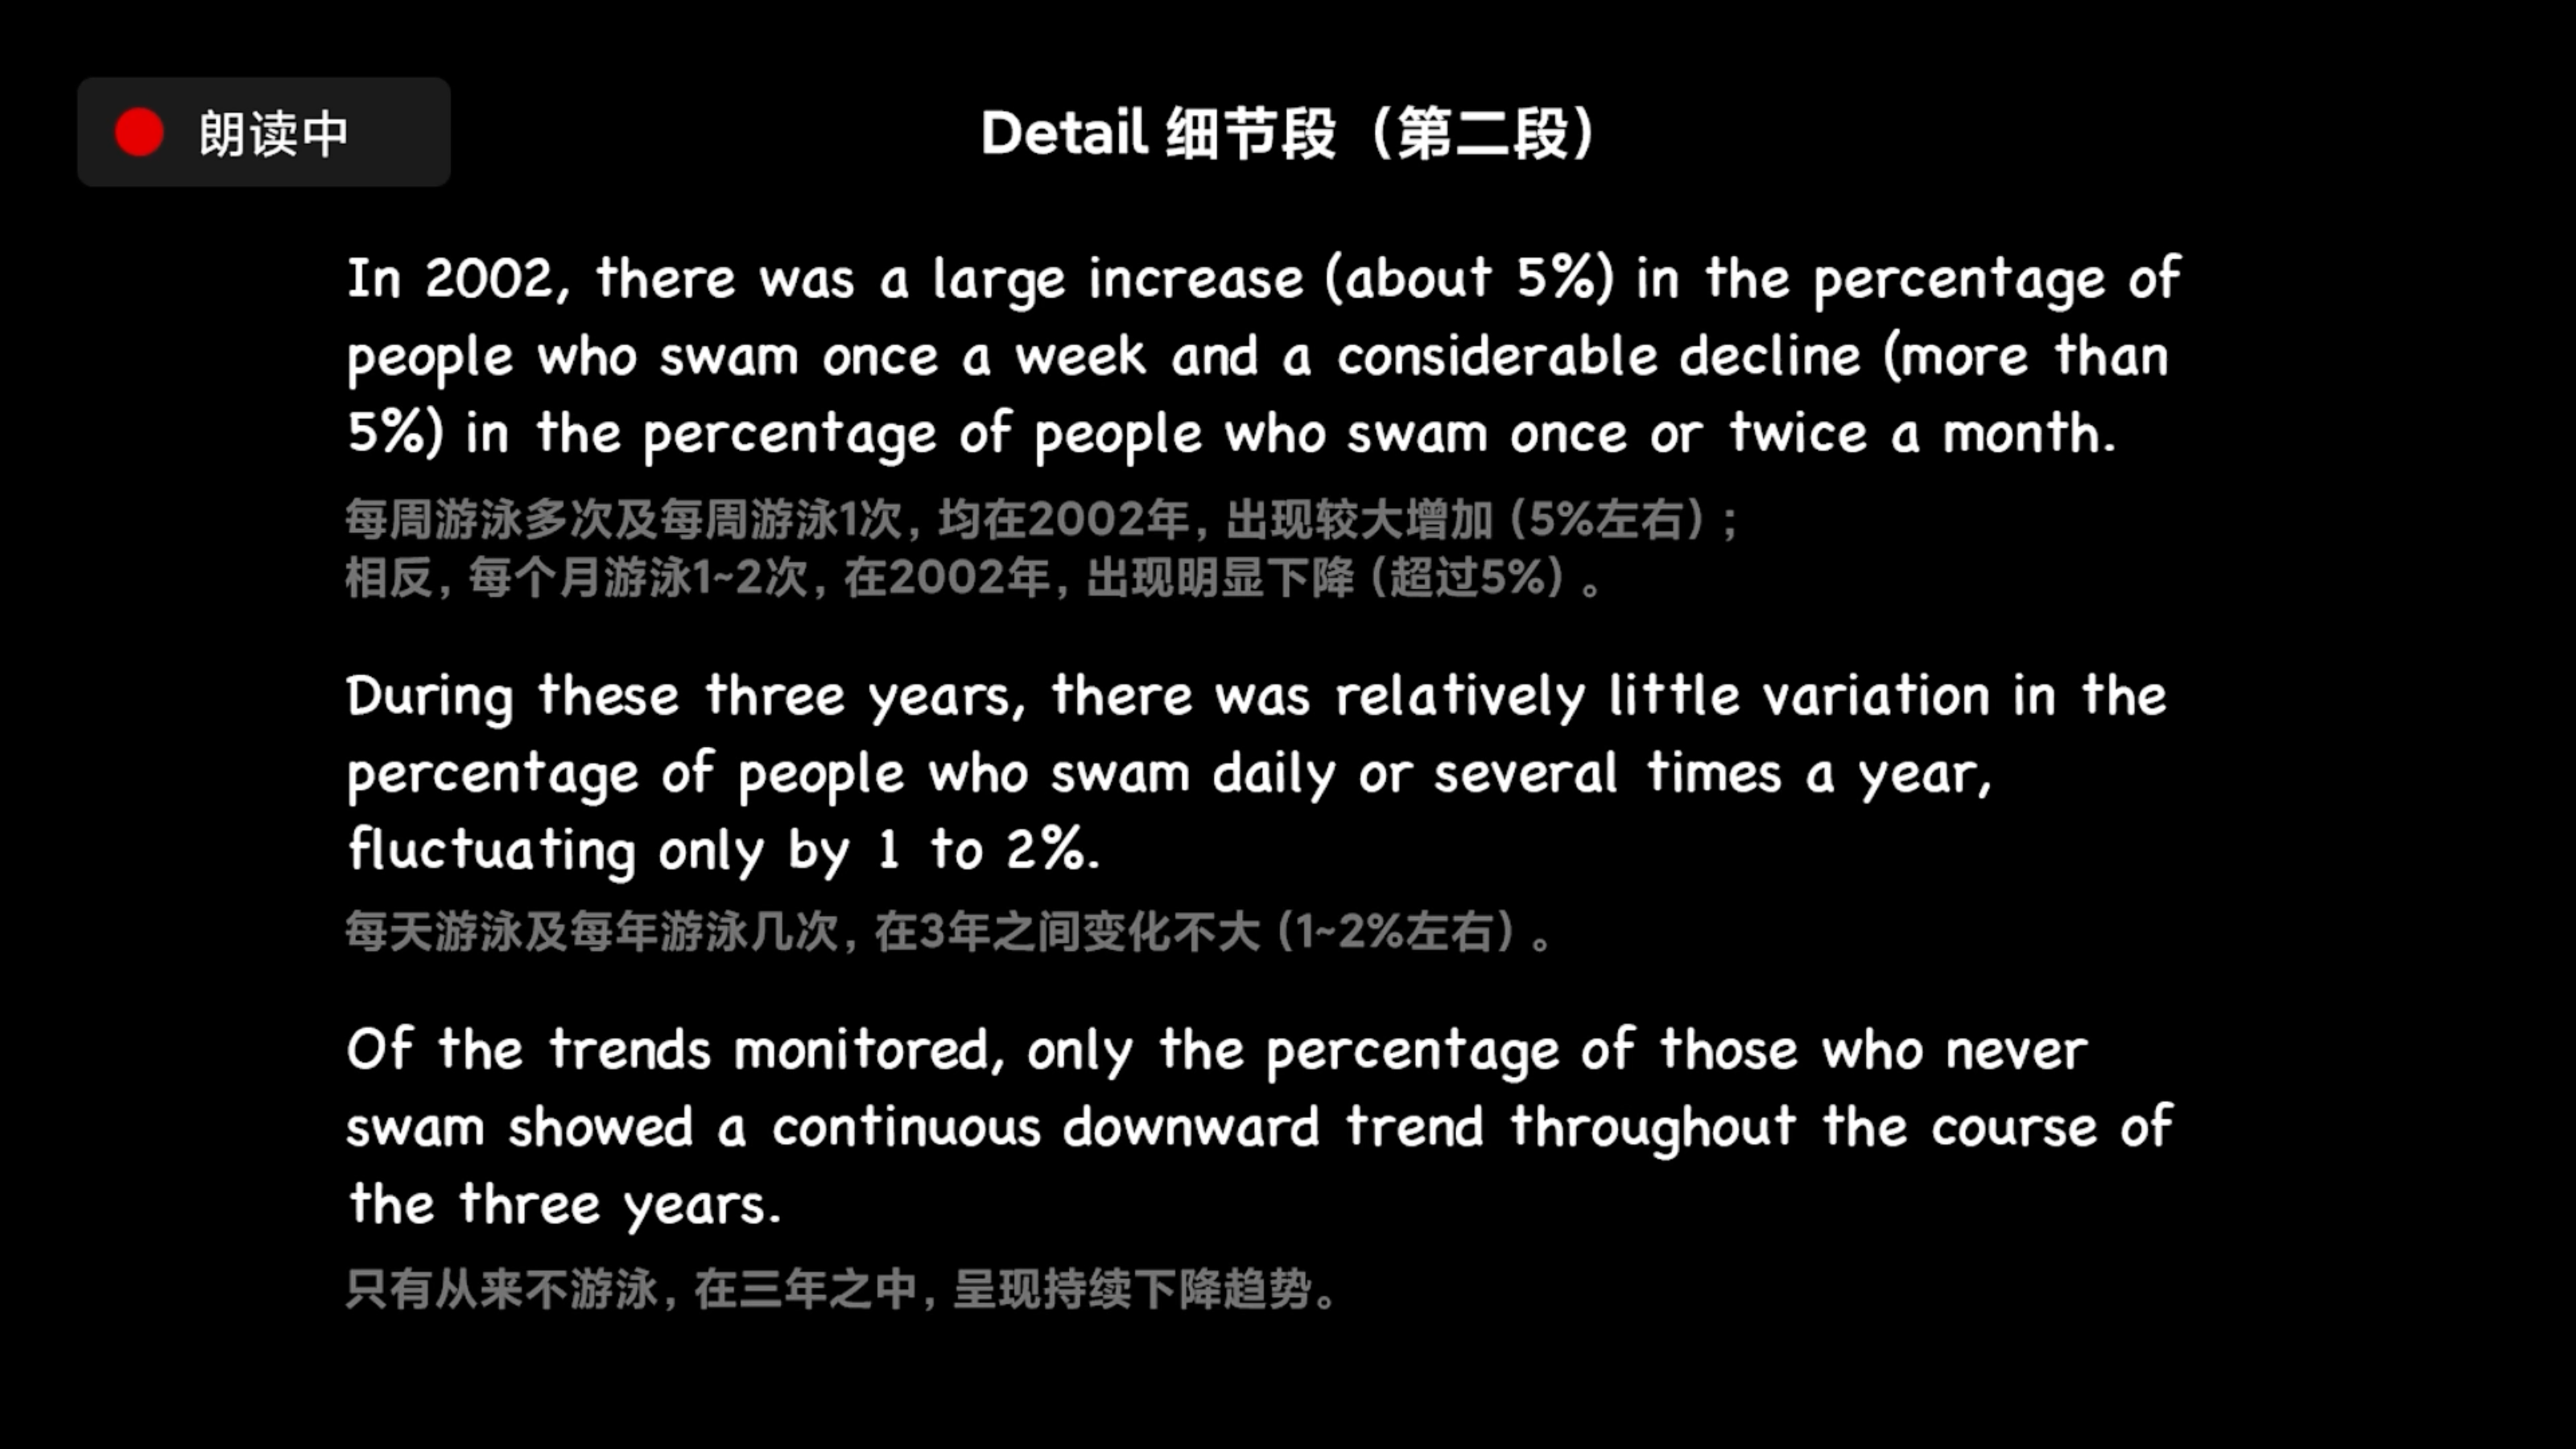 朗读中
Detail 细节段（第二段）
In 2002, there was a large increase (about 5%) in the percentage of
people who swam once a week and a considerable decline (more than
5%) in the percentage of people who swam once or twice a month.
每周游泳多次及每周游泳1次，均在2002年，出现较大增加（5%左右）；
相反，每个月游泳1~2次，在2002年，出现明显下降（超过5%）。
During these three years, there was relatively little variation in the
percentage of people who swam daily or several times a year,
fluctuating only by 1 to 2%.
每天游泳及每年游泳几次，在3年之间变化不大（1~2%左右）。
Of the trends monitored, only the percentage of those who never
swam showed a continuous downward trend throughout the course of
the three years.
只有从来不游泳，在三年之中，呈现持续下降趋势。